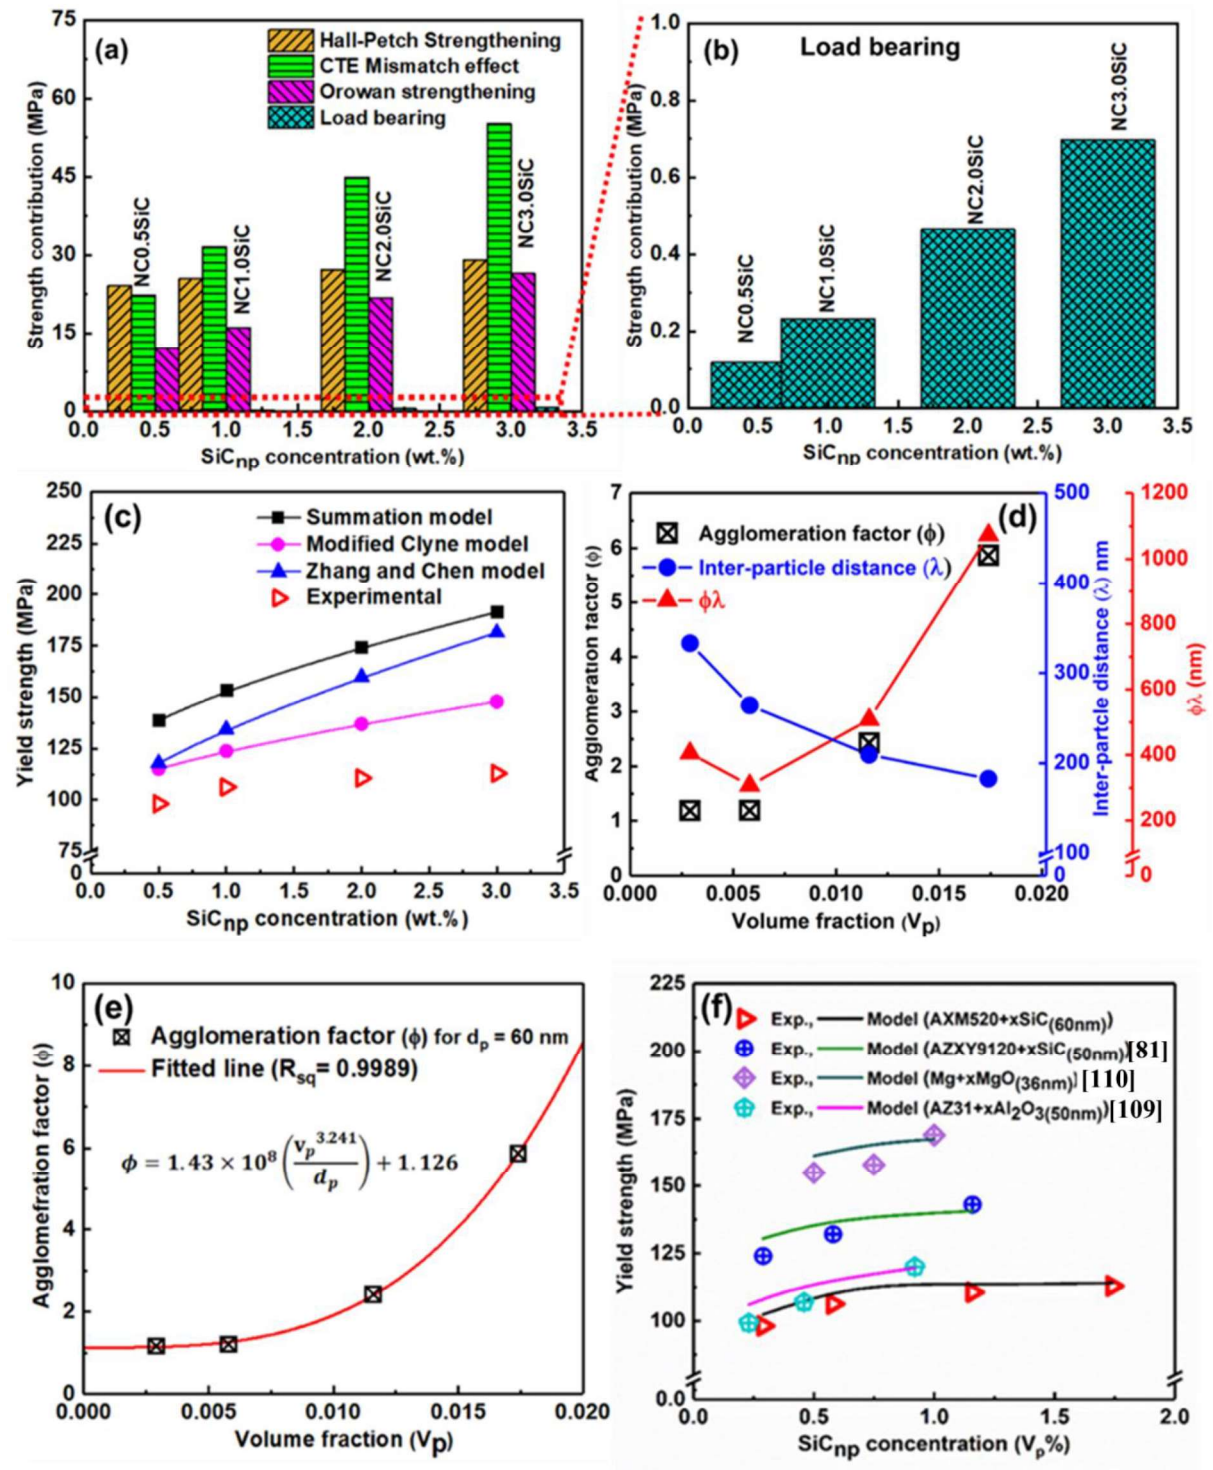 (a)
Hall-Petch Strengthening
CTE Mismatch effect
Orowan strengthening
Load bearing
Strength contribution (MPa)
75
60
45
30
15
0
NC0.5SiC
NC1.0SiC
NC2.0SiC
NC3.0SiC
0.0 0.5 1.0 1.5 2.0 2.5 3.0 3.5
SiCnp concentration (wt.%)
(b)
Load bearing
Strength contribution (MPa)
1.0
0.8
0.6
0.4
0.2
0.0
NC0.5SiC
NC1.0SiC
NC2.0SiC
NC3.0SiC
0.0 0.5 1.0 1.5 2.0 2.5 3.0 3.5
SiCnp concentration (wt.%)
(c)
Summation model
Modified Clyne model
Zhang and Chen model
Experimental
Yield strength (MPa)
250
225
200
175
150
125
100
75
0
0.0 0.5 1.0 1.5 2.0 2.5 3.0 3.5
SiCnp concentration (wt.%)
(d)
Agglomeration factor (ϕ)
Inter-particle distance (λ)
ϕλ
Agglomeration factor (ϕ)
7
6
5
4
3
2
1
0
0.000 0.005 0.010 0.015 0.020
Volume fraction (Vp)
500
400
300
200
100
0
Inter-partcle distance (λ) nm
1200
1000
800
600
400
200
0
ϕλ (nm)
(e)
Agglomeration factor (ϕ) for dp = 60 nm
Fitted line (Rsq= 0.9989)
ϕ = 1.43 × 10⁸ (vp^3.241 / dp) + 1.126
Agglomefration factor (ϕ)
10
8
6
4
2
0
0.000 0.005 0.010 0.015 0.020
Volume fraction (Vp)
(f)
Exp., Model (AXM520+xSiC(60nm))
Exp., Model (AZXY9120+xSiC(50nm))[81]
Exp., Model (Mg+xMgO(36nm)) [110]
Exp., Model (AZ31+xAl2O3(50nm))[109]
Yield strength (MPa)
225
200
175
150
125
100
0.0
0.0 0.5 1.0 1.5 2.0
SiCnp concentration (Vp%)